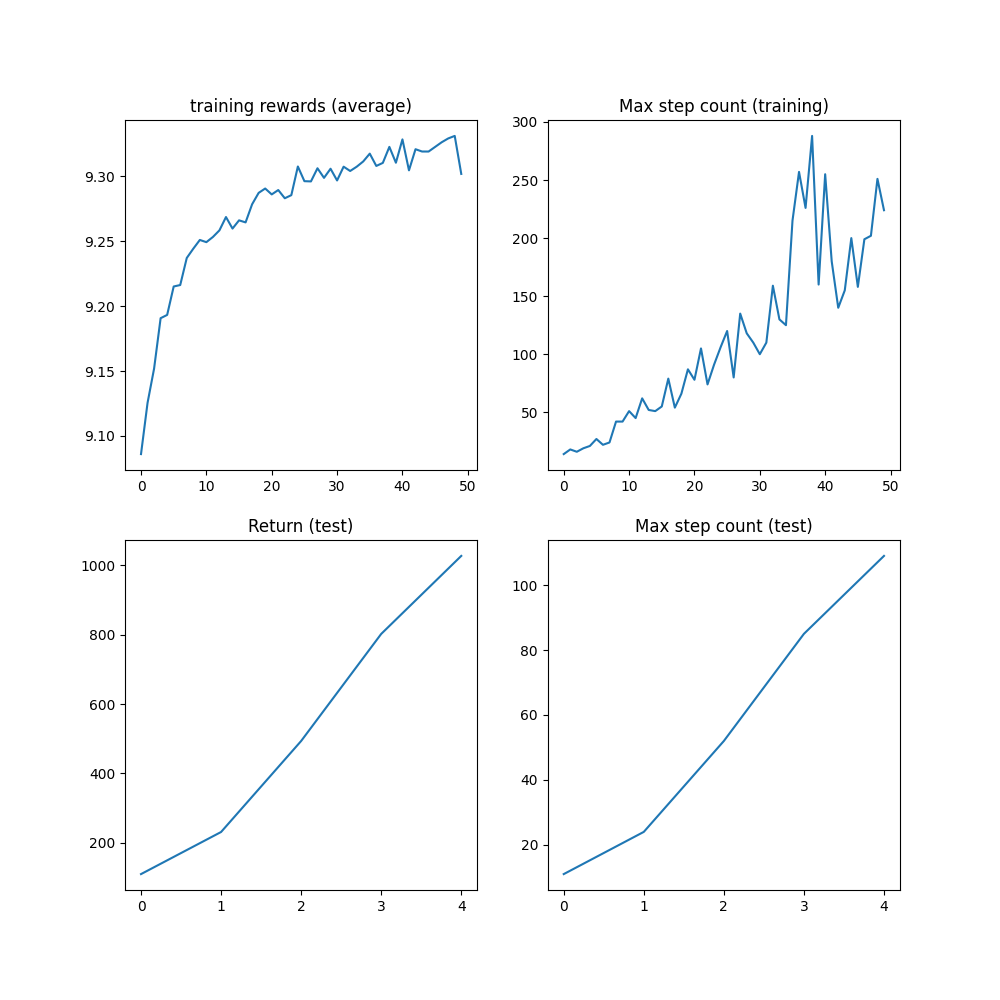 training rewards (average)
9.30
9.25
9.20
9.15
9.10
0 10 20 30 40 50
Max step count (training)
300
250
200
150
100
50
0 10 20 30 40 50
Return (test)
1000
800
600
400
200
0 1 2 3 4
Max step count (test)
100
80
60
40
20
0 1 2 3 4